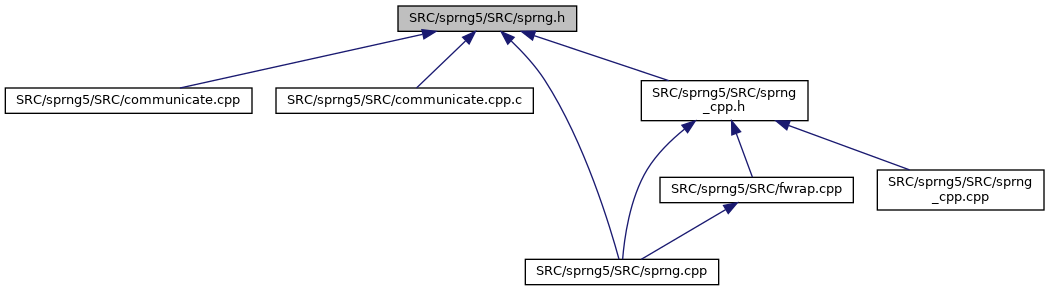 SRC/sprng5/SRC/sprng.h
SRC/sprng5/SRC/communicate.cpp
SRC/sprng5/SRC/communicate.cpp.c
SRC/sprng5/SRC/sprng
_cpp.h
SRC/sprng5/SRC/fwrap.cpp
SRC/sprng5/SRC/sprng
_cpp.cpp
SRC/sprng5/SRC/sprng.cpp